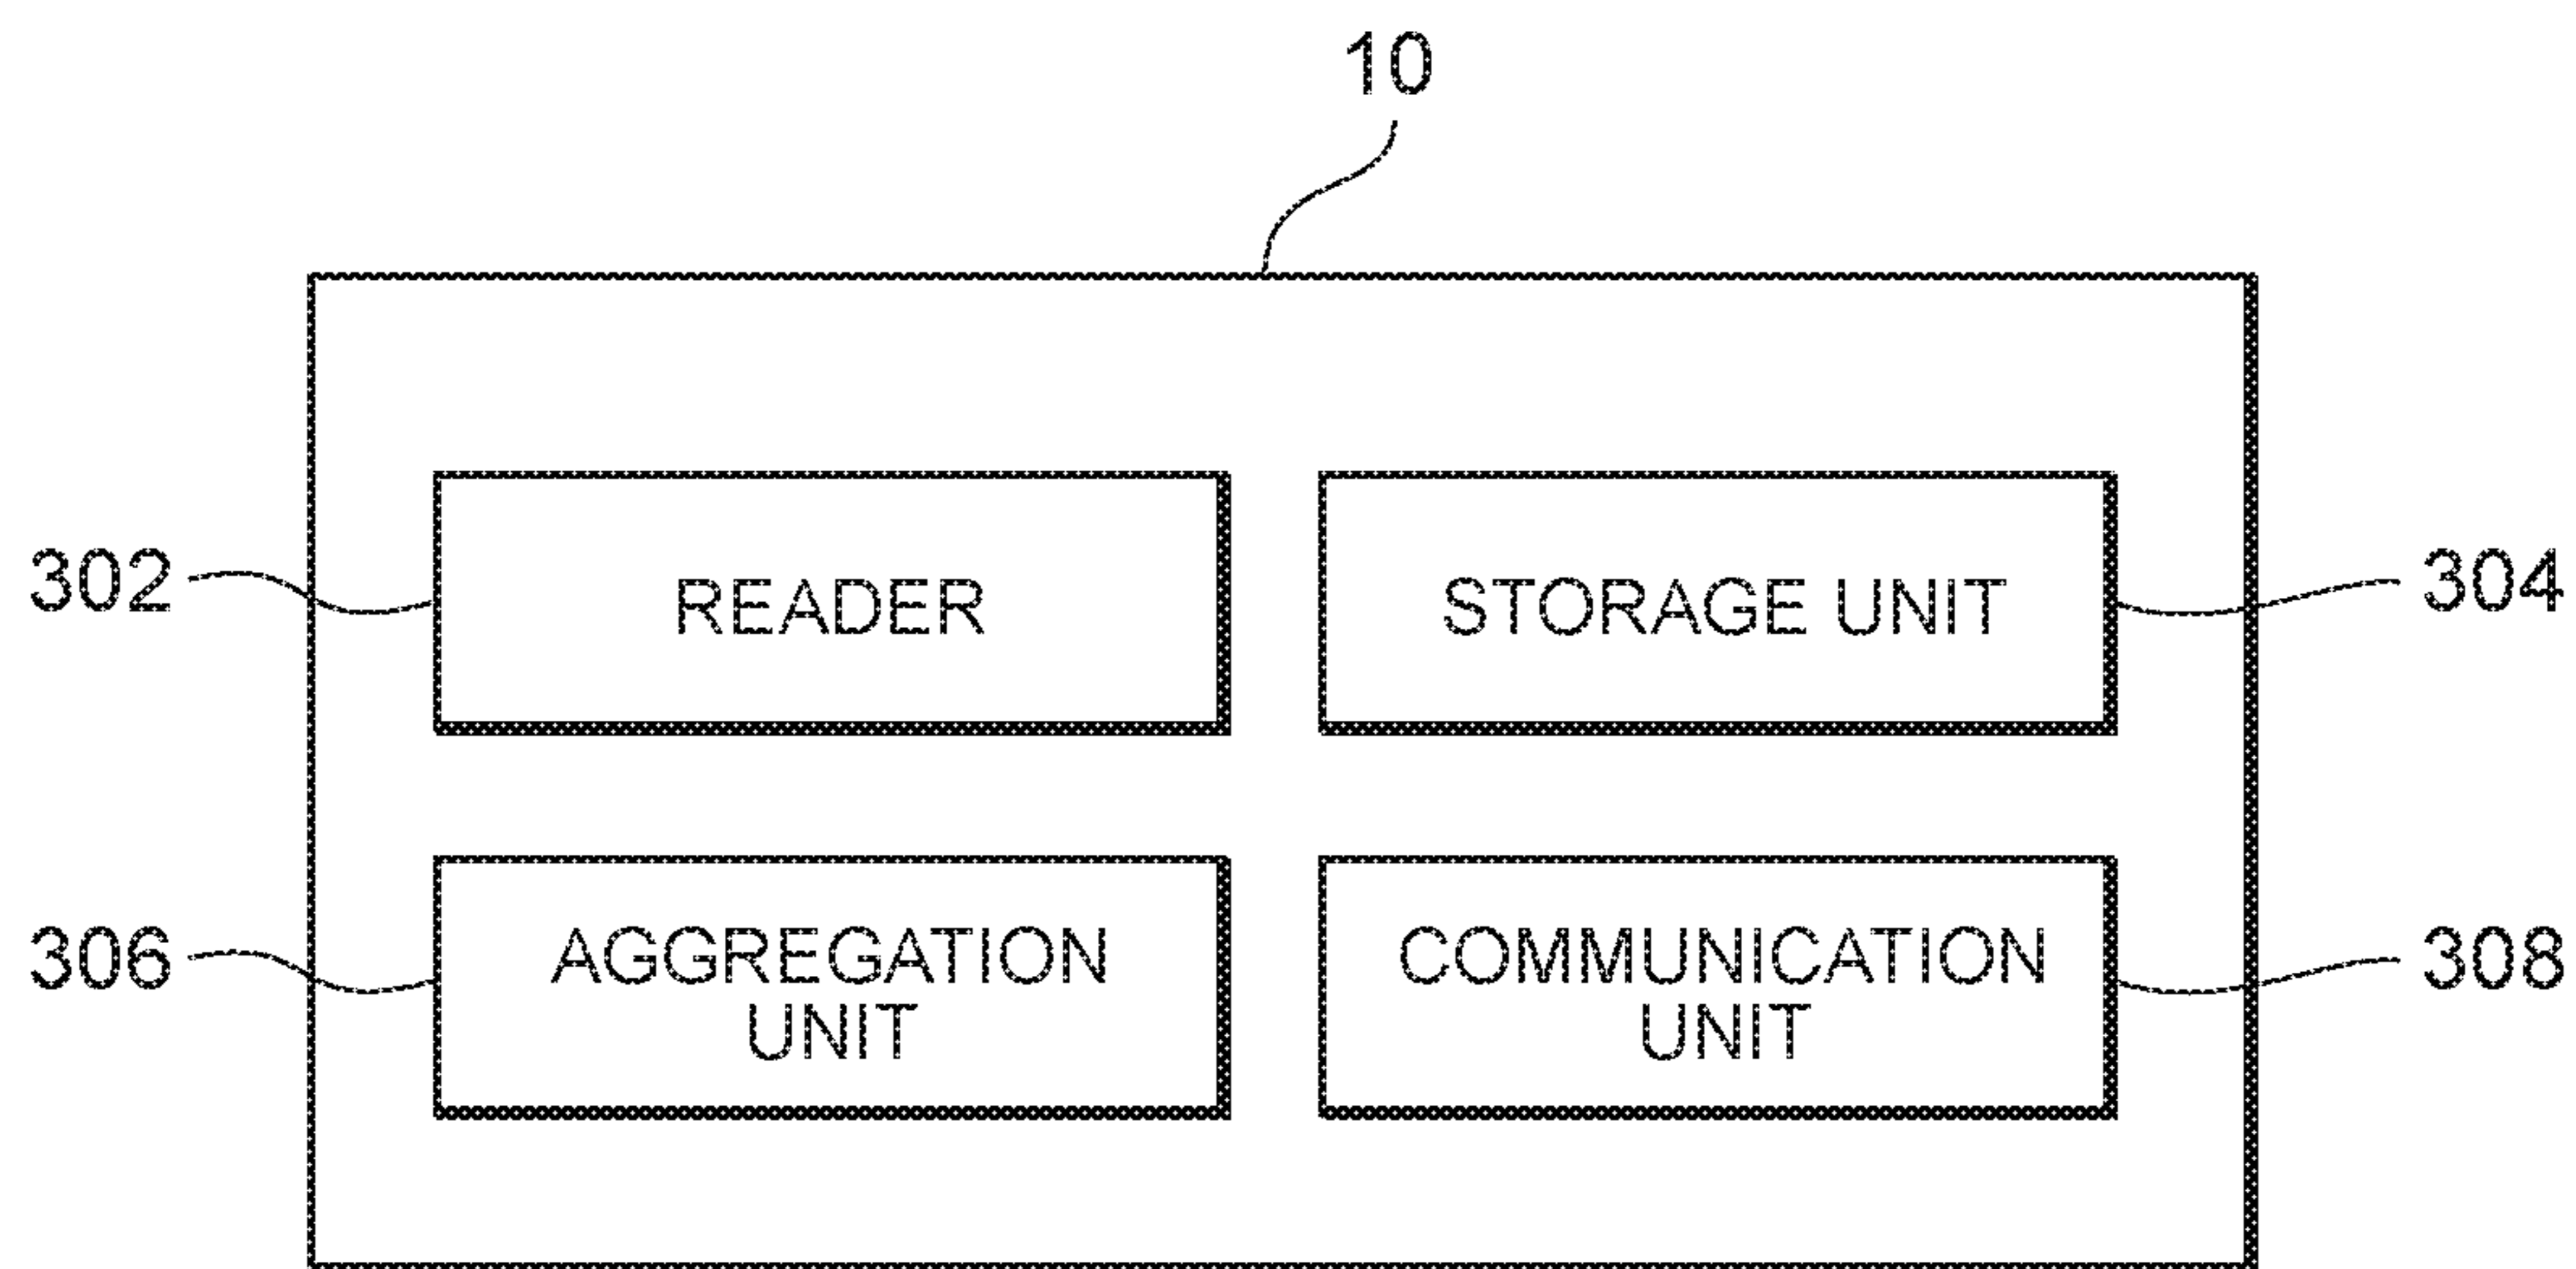 10
302
READER
STORAGE UNIT
304
306
AGGREGATION
UNIT
COMMUNICATION
UNIT
308